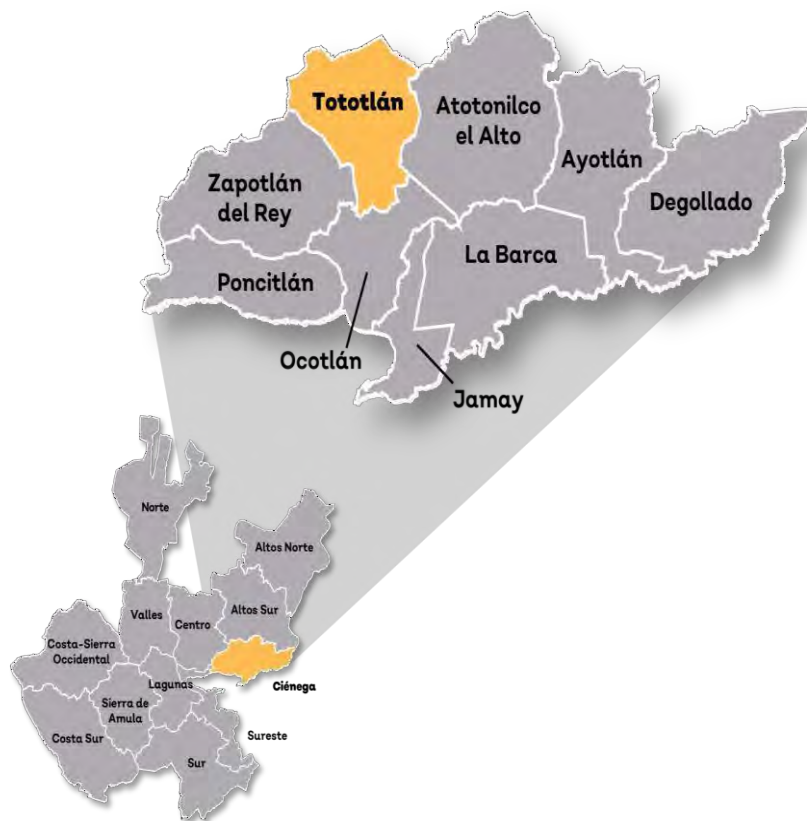 Tototlán
Atotonilco
el Alto
Ayotlán
Zapotlán
del Rey
Degollado
La Barca
Poncitlán
Ocotlán
Jamay
Norte
Altos Norte
Valles
Centro
Altos Sur
Costa-Sierra
Occidental
Lagunas
Ciénega
Sierra de
Amula
Costa Sur
Sureste
Sur